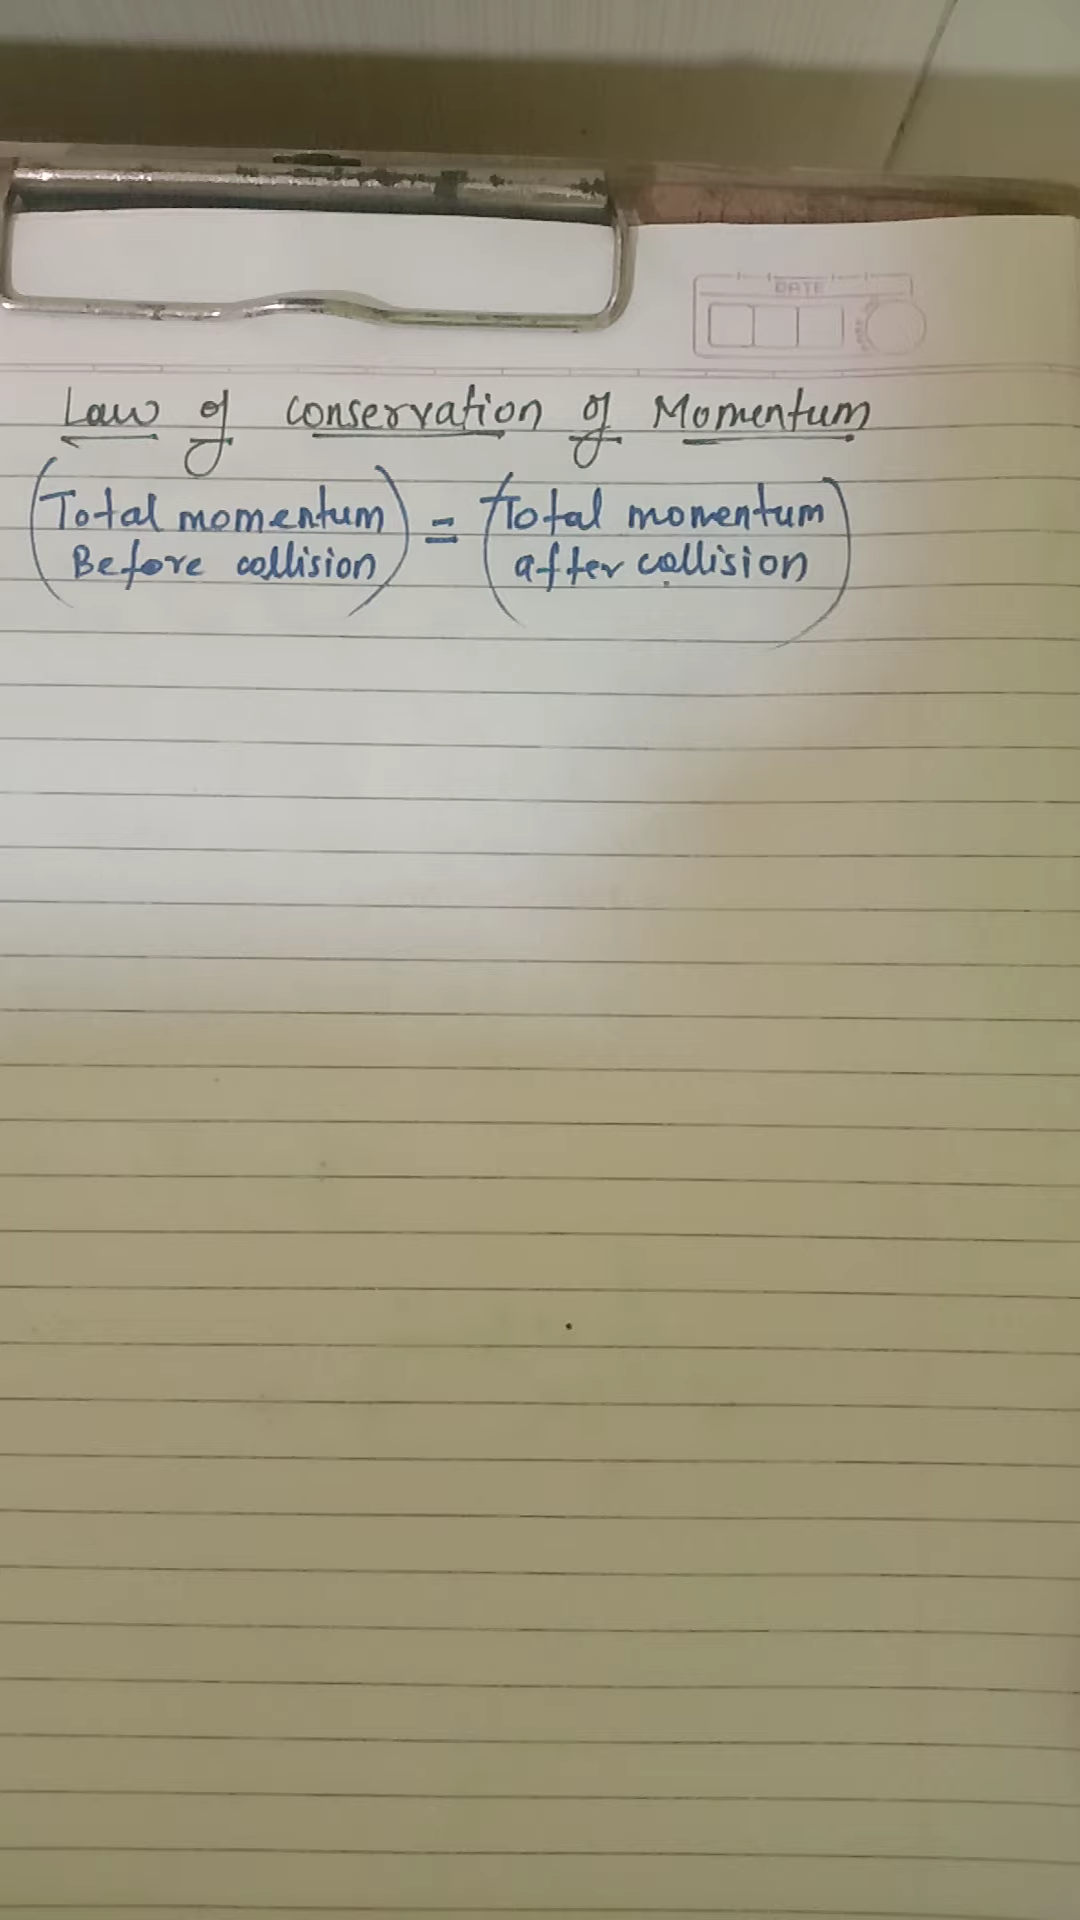 DATE
Law of conservation of Momentum
(Total momentum Before collision) = (Total momentum after collision)